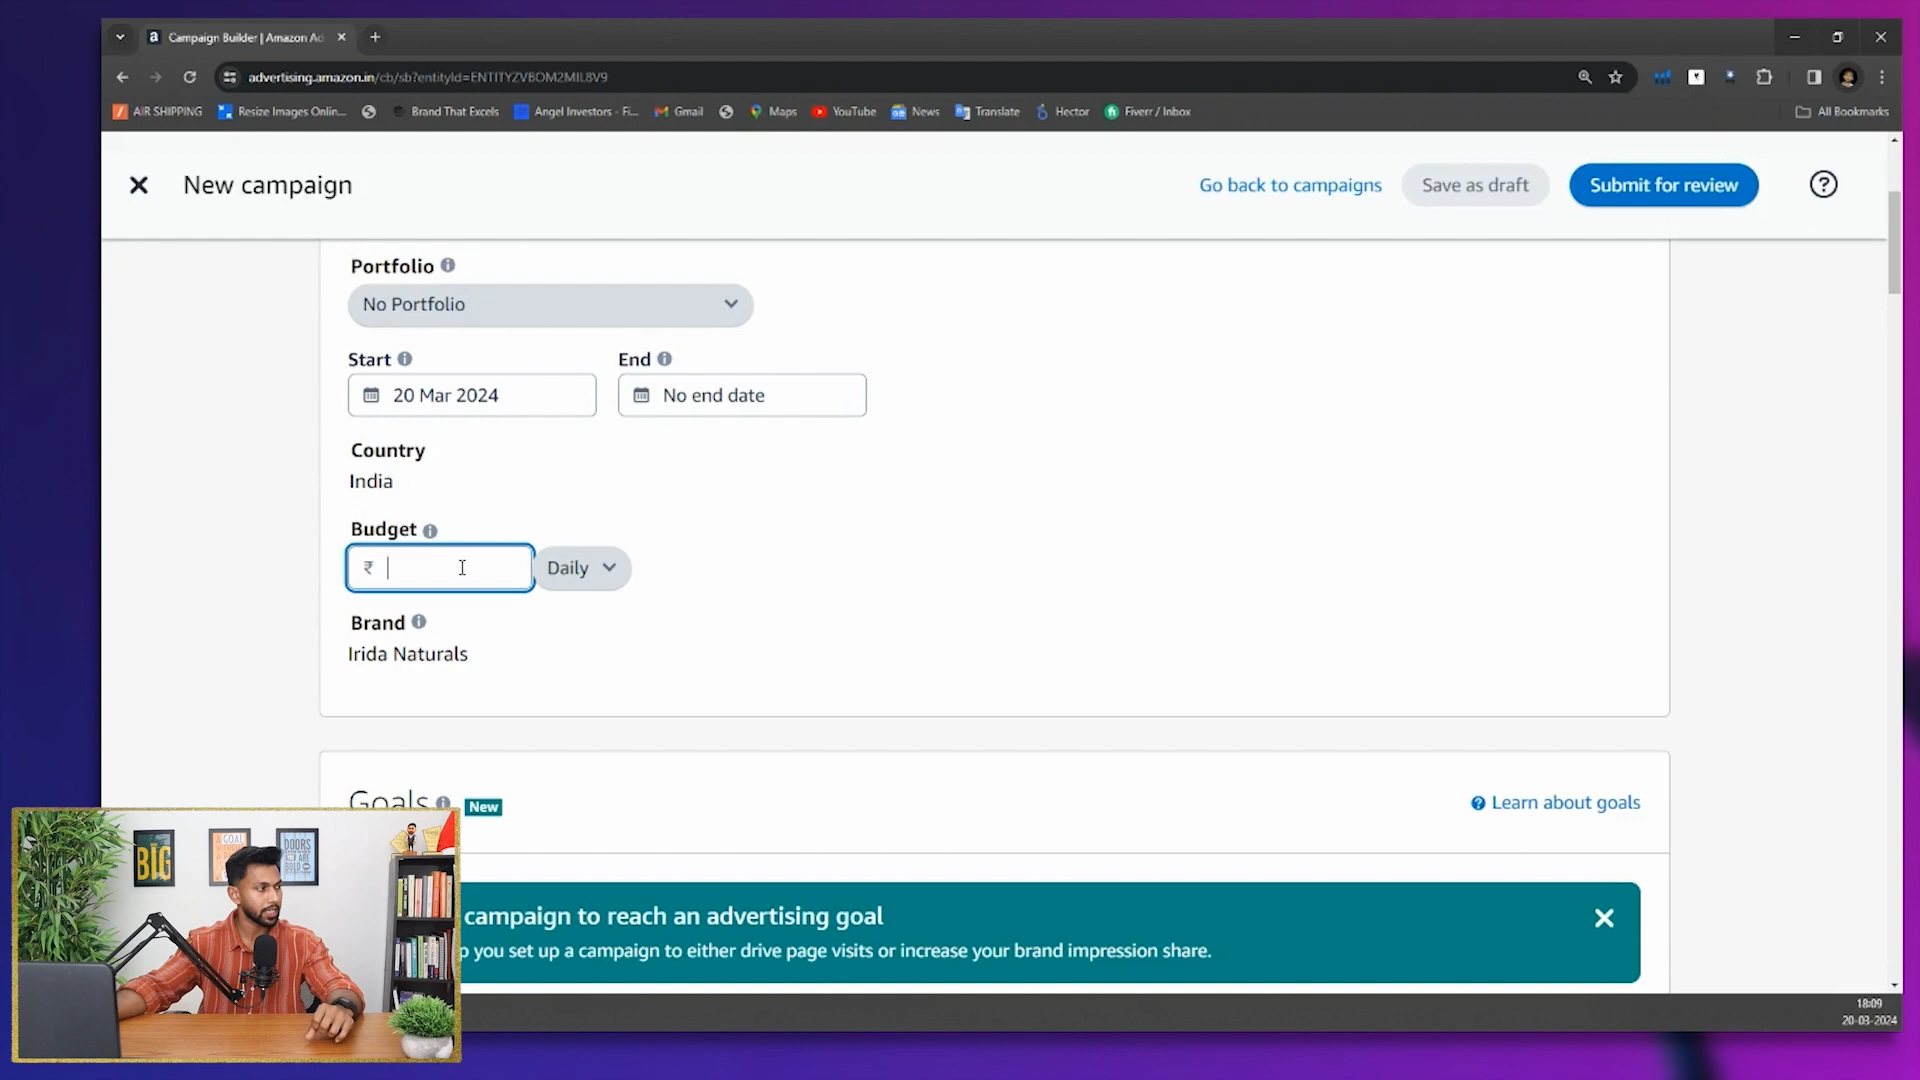 Campaign Builder | Amazon Ad
advertising.amazon.in/cb/sb?entityId=ENTITYZVBOM2MIL8V9
AIR SHIPPING
Resize Images Onlin...
Brand That Excels
Angel Investors - Fi...
Gmail
Maps
YouTube
News
Translate
Hector
Fiverr / Inbox
All Bookmarks
New campaign
Go back to campaigns
Save as draft
Submit for review
Portfolio
No Portfolio
Start
End
20 Mar 2024
No end date
Country
India
Budget
₹
Daily
Brand
Irida Naturals
Goals
New
Learn about goals
campaign to reach an advertising goal
p you set up a campaign to either drive page visits or increase your brand impression share.
BIG
A GOAL
DOORS
18:09
20-03-2024